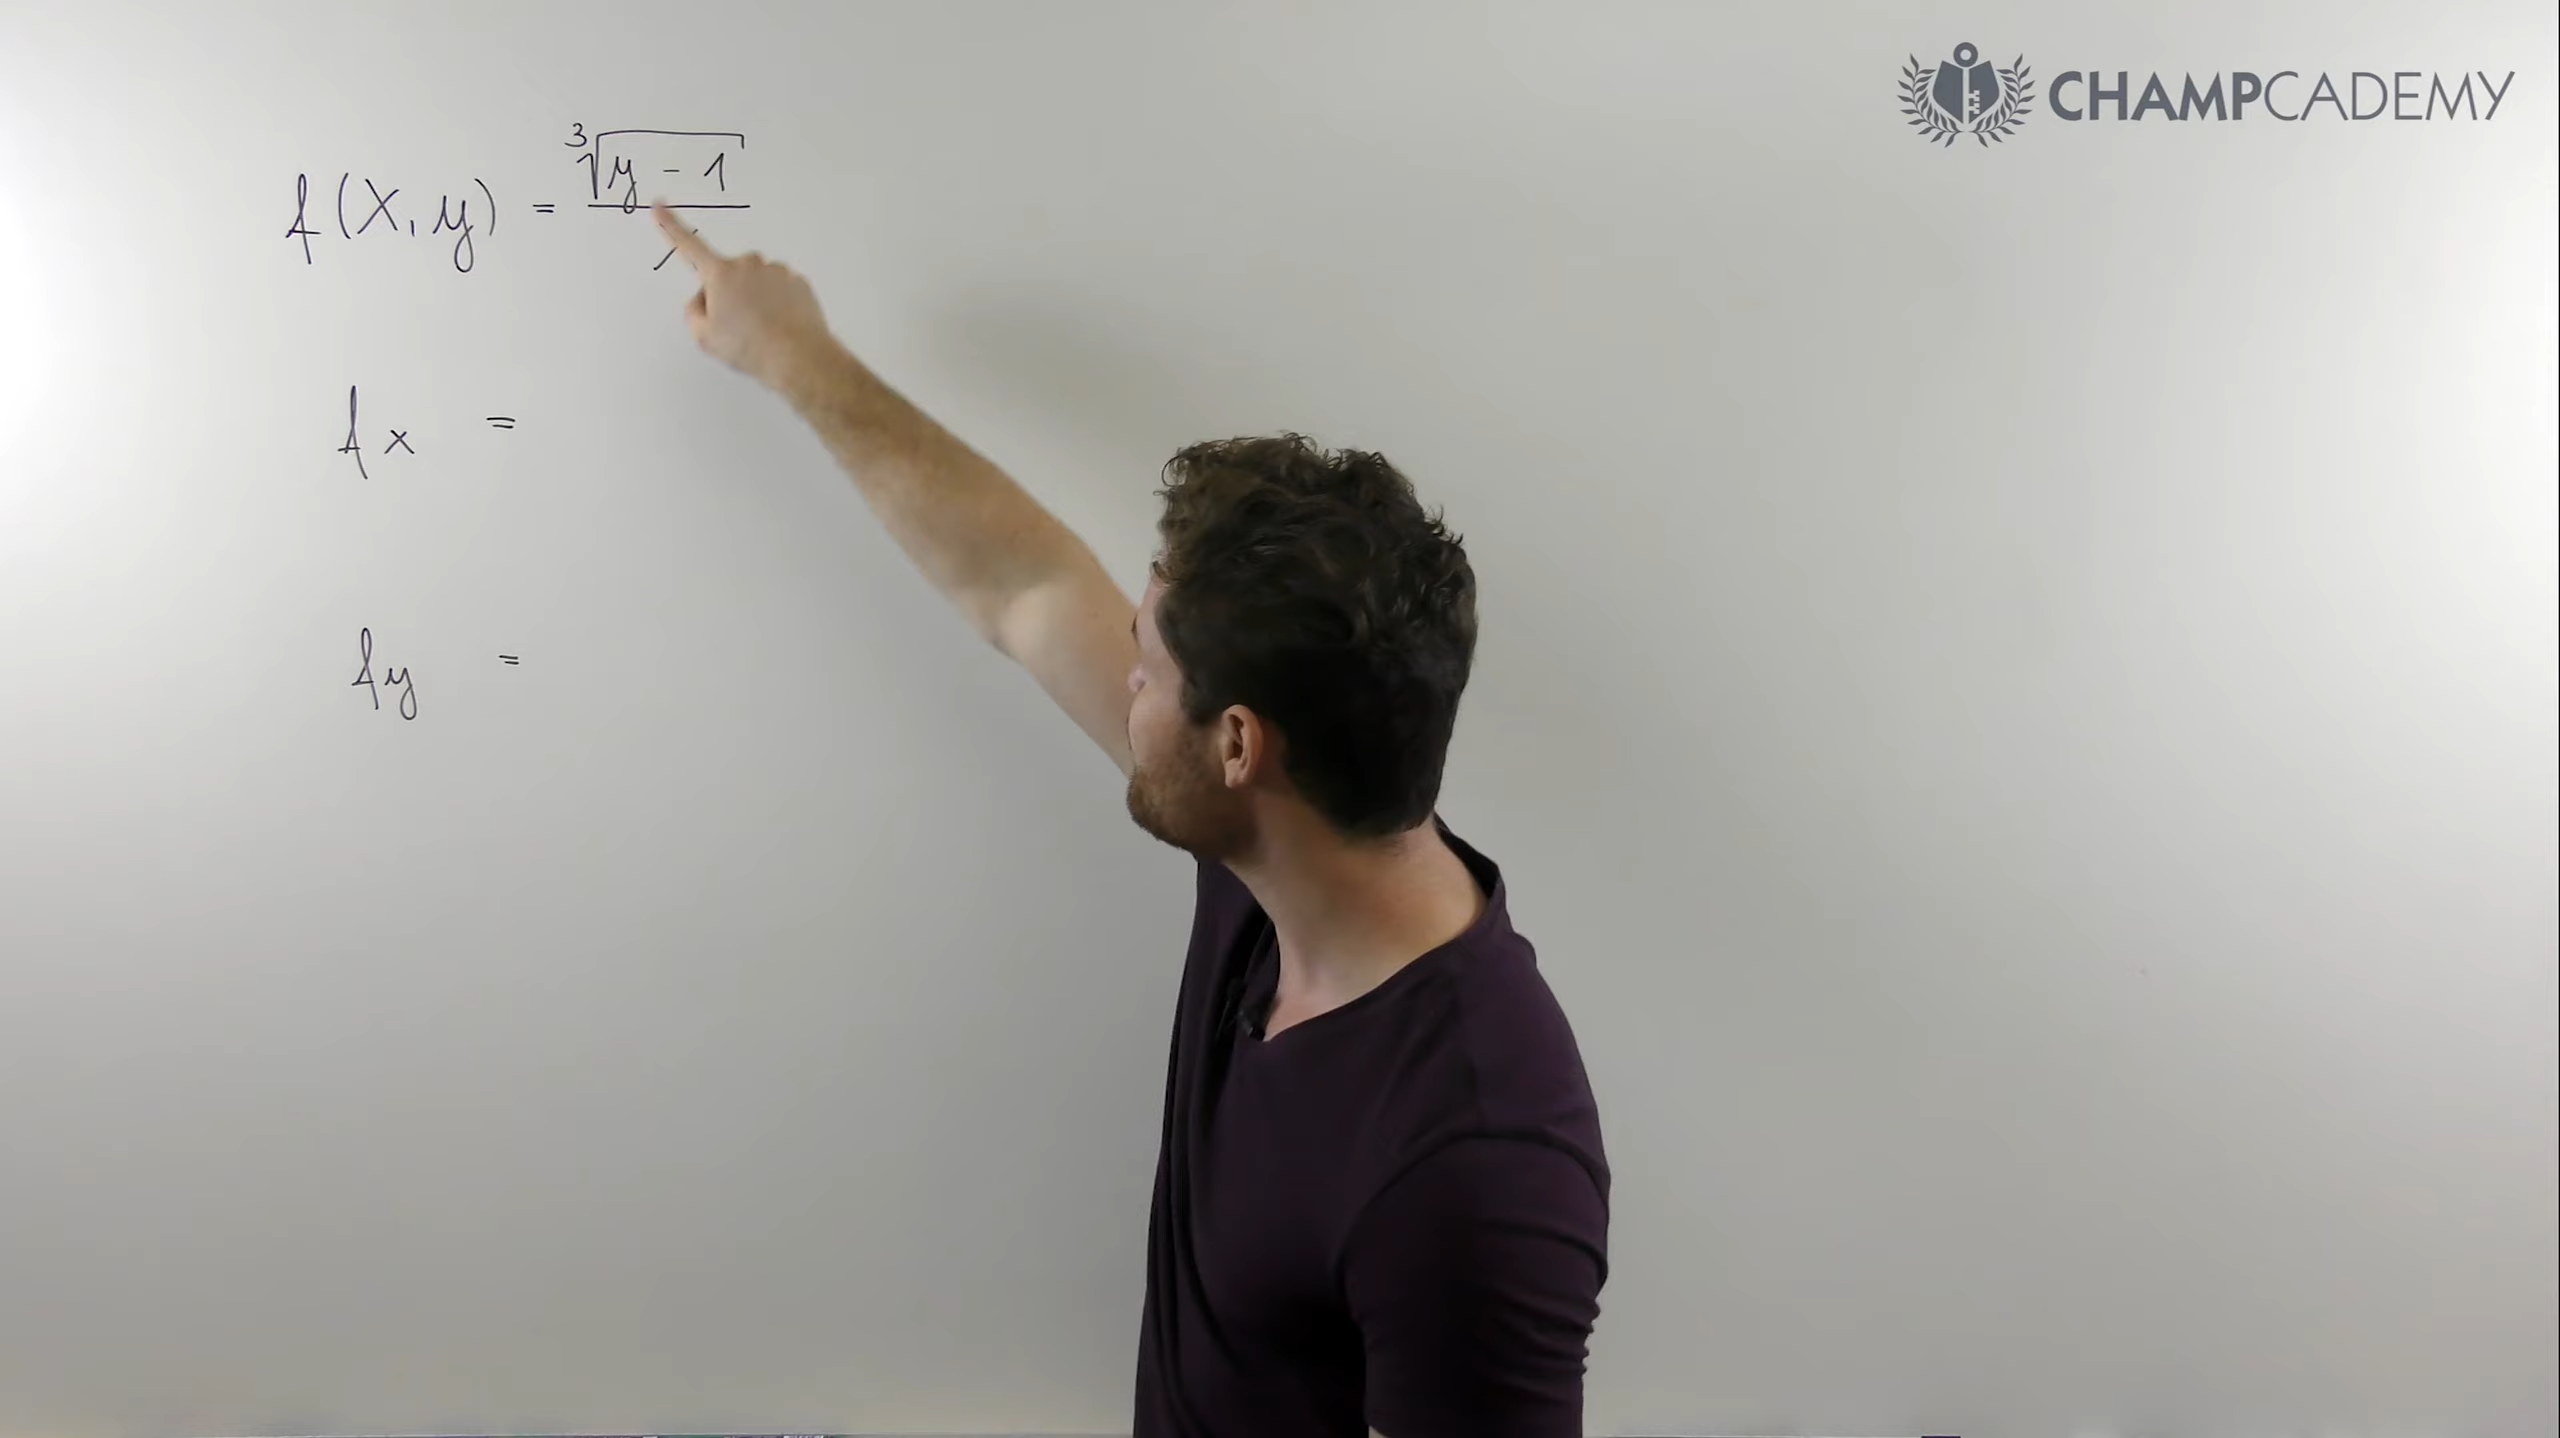 CHAMPCADEMY
f(x,y) = ∛(y - 1) / x
fx =
fy =